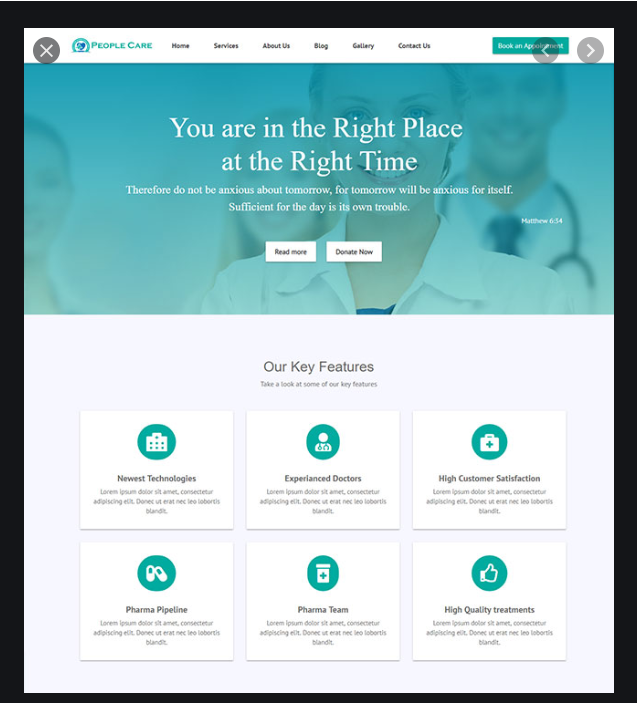 PEOPLE CARE Home Services About Us Blog Gallery Contact Us Book an Appointment
You are in the Right Place
at the Right Time
Therefore do not be anxious about tomorrow, for tomorrow will be anxious for itself.
Sufficient for the day is its own trouble.
Matthew 6:34
Read more Donate Now
Our Key Features
Take a look at some of our key features
Newest Technologies
Lorem ipsum dolor sit amet, consectetur
adipiscing elit. Donec ut erat nec leo lobortis
blandit.
Experianced Doctors
Lorem ipsum dolor sit amet, consectetur
adipiscing elit. Donec ut erat nec leo lobortis
blandit.
High Customer Satisfaction
Lorem ipsum dolor sit amet, consectetur
adipiscing elit. Donec ut erat nec leo lobortis
blandit.
Pharma Pipeline
Lorem ipsum dolor sit amet, consectetur
adipiscing elit. Donec ut erat nec leo lobortis
blandit.
Pharma Team
Lorem ipsum dolor sit amet, consectetur
adipiscing elit. Donec ut erat nec leo lobortis
blandit.
High Quality treatments
Lorem ipsum dolor sit amet, consectetur
adipiscing elit. Donec ut erat nec leo lobortis
blandit.